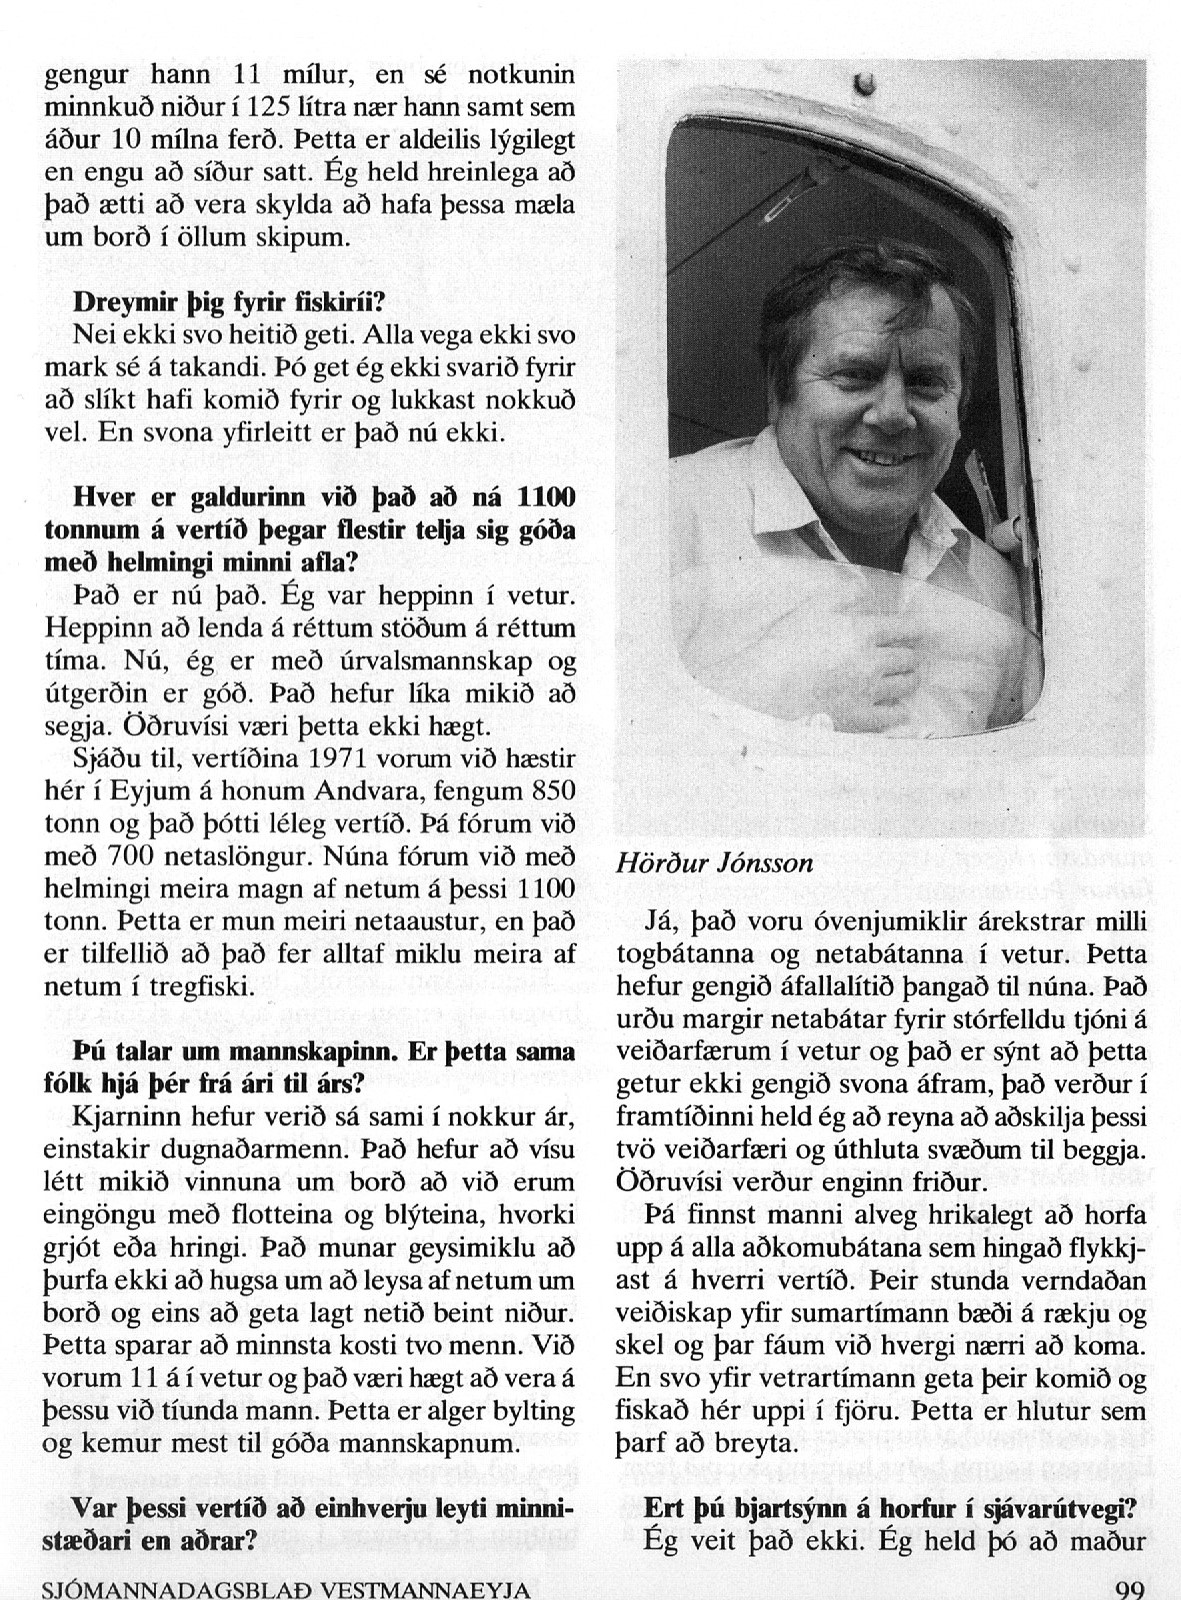 gengur hann 11 mílur, en sé notkunin
minnkuð niður í 125 lítra nær hann samt sem
áður 10 mílna ferð. Þetta er aldeilis lýgilegt
en engu að síður satt. Ég held hreinlega að
það ætti að vera skylda að hafa þessa mæla
um borð í öllum skipum.
Dreymir þig fyrir fiskiríi?
Nei ekki svo heitið geti. Alla vega ekki svo
mark sé á takandi. Þó get ég ekki svarið fyrir
að slíkt hafi komið fyrir og lukkast nokkuð
vel. En svona yfirleitt er það nú ekki.
Hver er galdurinn við það að ná 1100
tonnum á vertíð þegar flestir telja sig góða
með helmingi minni afla?
Það er nú það. Ég var heppinn í vetur.
Heppinn að lenda á réttum stöðum á réttum
tíma. Nú, ég er með úrvalsmannskap og
útgerðin er góð. Það hefur líka mikið að
segja. Öðruvísi væri þetta ekki hægt.
Sjáðu til, vertíðina 1971 vorum við hæstir
hér í Eyjum á honum Andvara, fengum 850
tonn og það þótti léleg vertíð. Þá fórum við
með 700 netaslöngur. Núna fórum við með
helmingi meira magn af netum á þessi 1100
tonn. Þetta er mun meiri netaaustur, en það
er tilfellið að það fer alltaf miklu meira af
netum í tregfiski.
Þú talar um mannskapinn. Er þetta sama
fólk hjá þér frá ári til árs?
Kjarninn hefur verið sá sami í nokkur ár,
einstakir dugnaðarmenn. Það hefur að vísu
létt mikið vinnuna um borð að við erum
eingöngu með flotteina og blýteina, hvorki
grjót eða hringi. Það munar geysimiklu að
þurfa ekki að hugsa um að leysa af netum um
borð og eins að geta lagt netið beint niður.
Þetta sparar að minnsta kosti tvo menn. Við
vorum 11 á í vetur og það væri hægt að vera á
þessu við tíunda mann. Þetta er alger bylting
og kemur mest til góða mannskapnum.
Var þessi vertíð að einhverju leyti minni-
stæðari en aðrar?
Hörður Jónsson
Já, það voru óvenjumiklir árekstrar milli
togbátanna og netabátanna í vetur. Þetta
hefur gengið áfallalítið þangað til núna. Það
urðu margir netabátar fyrir stórfelldu tjóni á
veiðarfærum í vetur og það er sýnt að þetta
getur ekki gengið svona áfram, það verður í
framtíðinni held ég að reyna að aðskilja þessi
tvö veiðarfæri og úthluta svæðum til beggja.
Öðruvísi verður enginn friður.
Þá finnst manni alveg hrikalegt að horfa
upp á alla aðkomubátana sem hingað flykkj-
ast á hverri vertíð. Þeir stunda verndaðan
veiðiskap yfir sumartímann bæði á rækju og
skel og þar fáum við hvergi nærri að koma.
En svo yfir vetrartímann geta þeir komið og
fiskað hér uppi í fjöru. Þetta er hlutur sem
þarf að breyta.
Ert þú bjartsýnn á horfur í sjávarútvegi?
Ég veit það ekki. Ég held þó að maður
SJÓMANNADAGSBLAÐ VESTMANNAEYJA
99